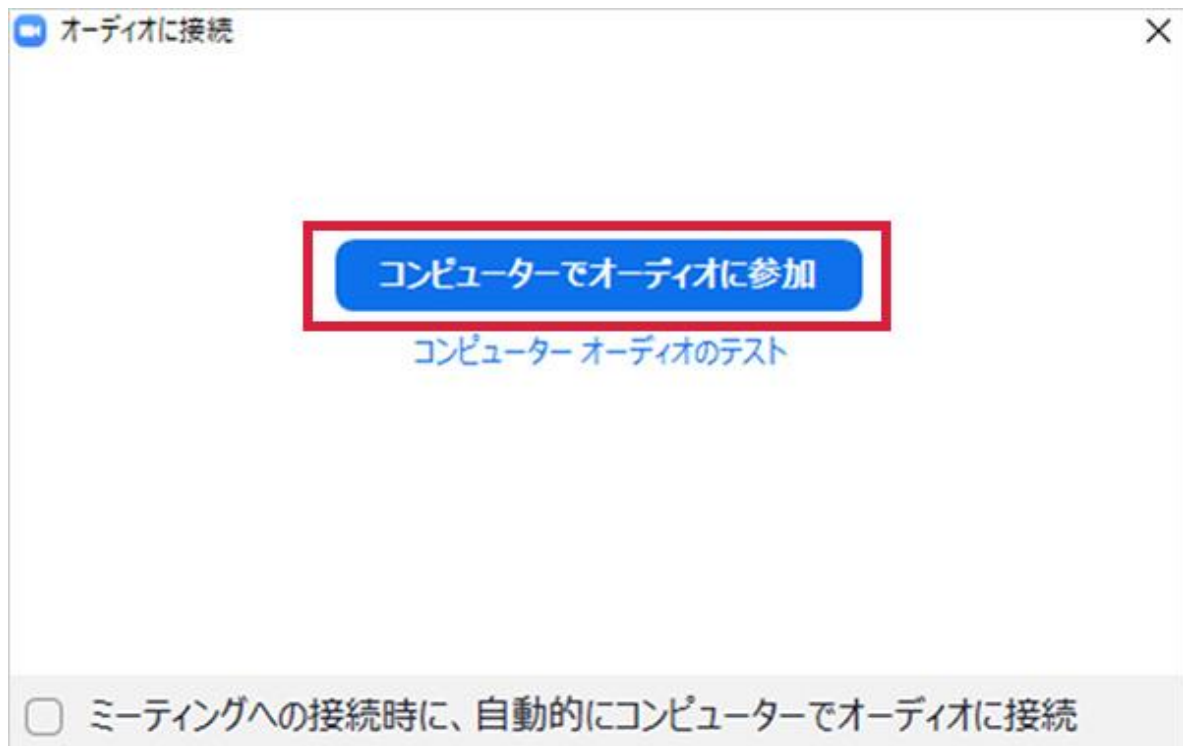 オーディオに接続
コンピューターでオーディオに参加
コンピューター オーディオのテスト
ミーティングへの接続時に、自動的にコンピューターでオーディオに接続